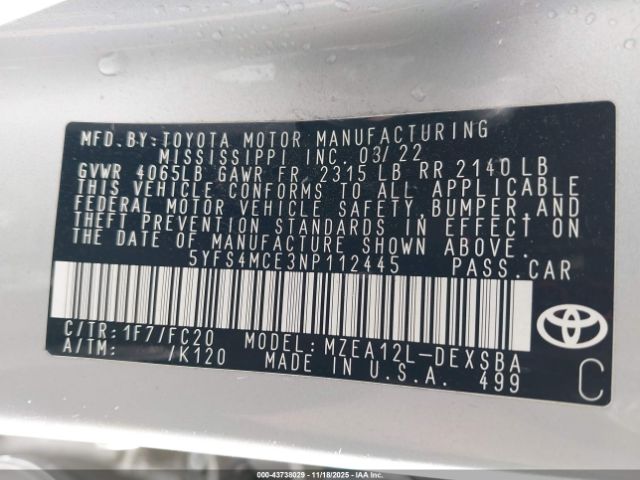 MFD. BY: TOYOTA MOTOR MANUFACTURING
MISSISSIPPI INC. 03/22
GVWR 4065LB GAWR FR 2315 LB RR 2140 LB
THIS VEHICLE CONFORMS TO ALL APPLICABLE
FEDERAL MOTOR VEHICLE SAFETY, BUMPER, AND
THEFT PREVENTION STANDARDS IN EFFECT ON
THE DATE OF MANUFACTURE SHOWN ABOVE.
5YFS4MCE3NP112445 PASS. CAR
C/TR: 1F7/FC20 MODEL: MZEA12L-DEXSBA
A/TM: /K120 MADE IN U.S.A. 499
TOYOTA
C
000-43738029 - 11/18/2025 - IAAI.COM